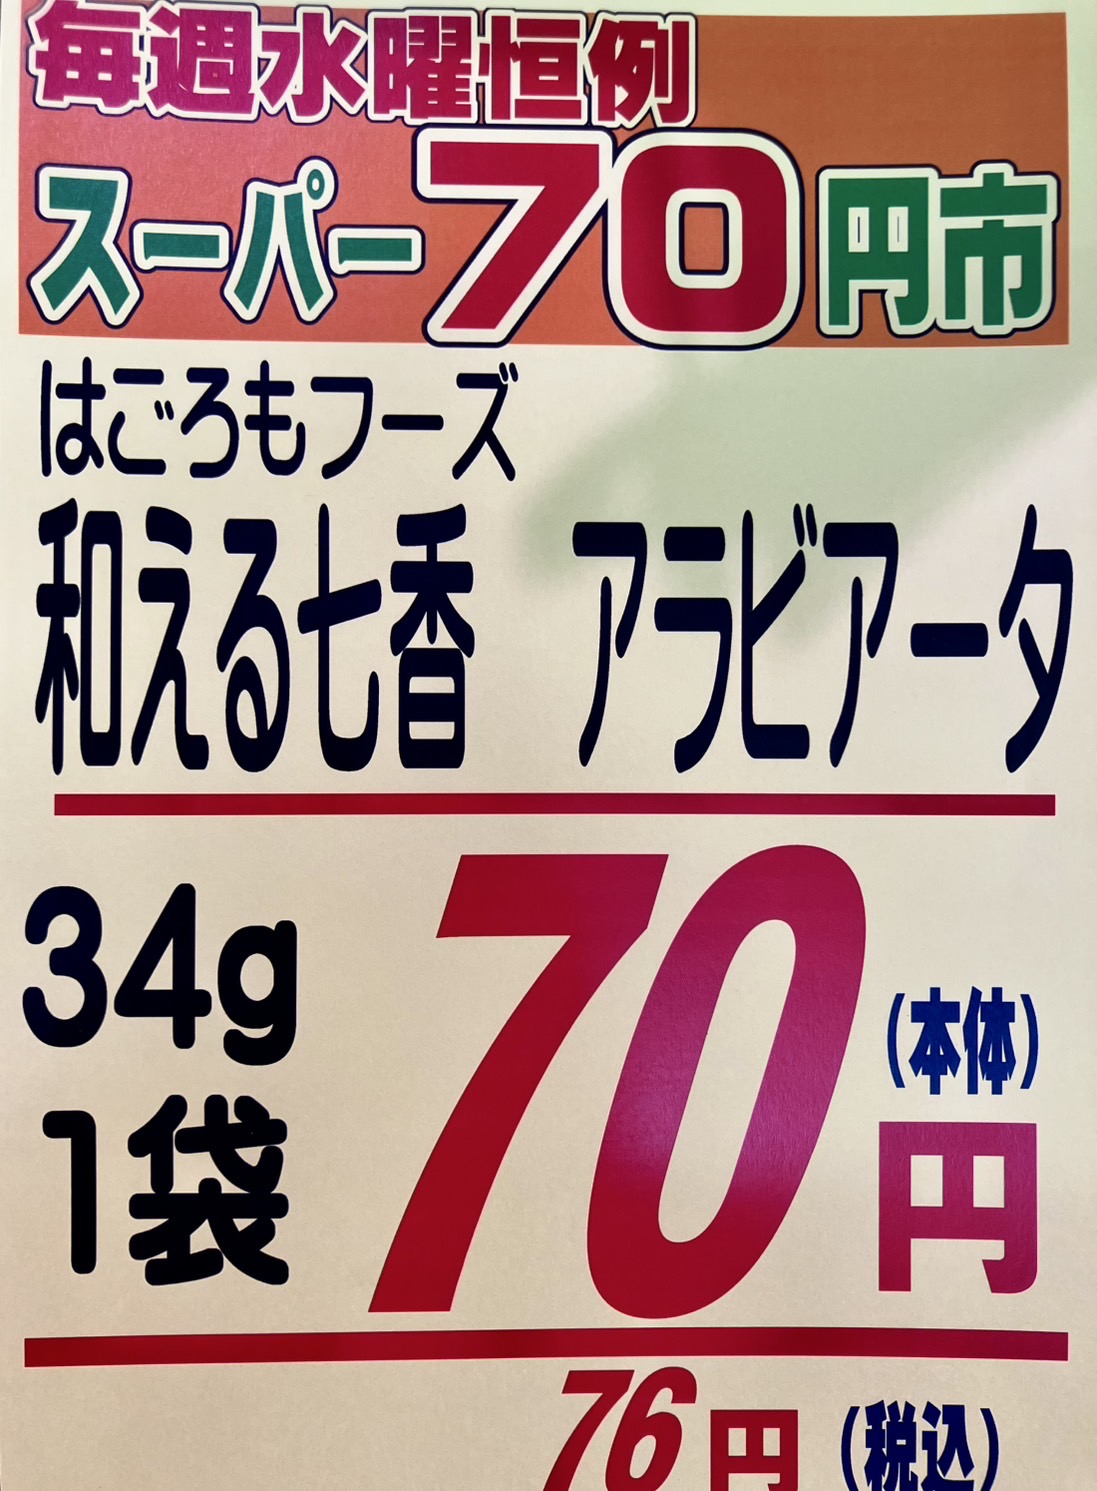 毎週水曜恒例
スーパー70円市
はごろもフーズ
和える七香　アラビアータ
34g
1袋
70円
(本体)
76円 (税込)